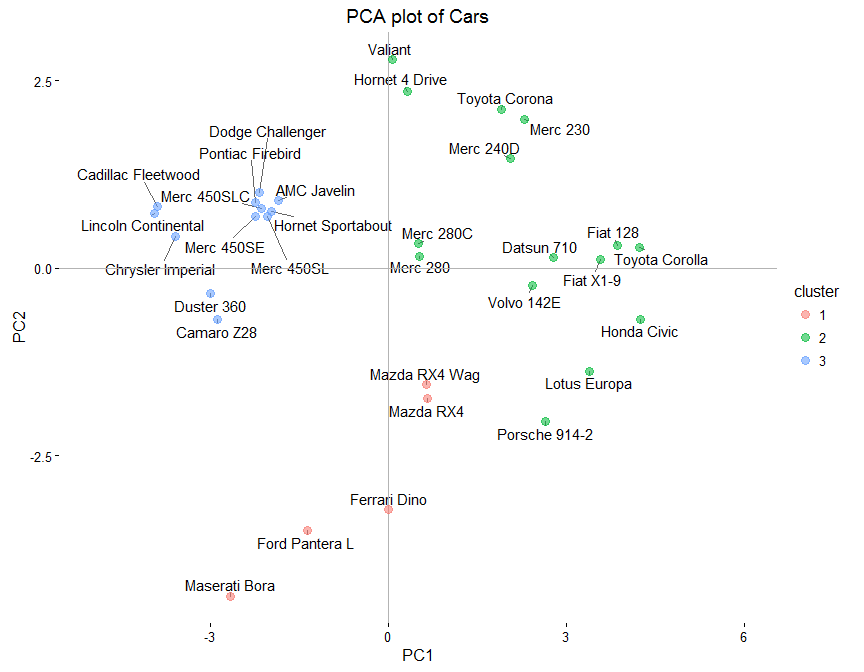 PCA plot of Cars
Valiant
Hornet 4 Drive
2.5
Toyota Corona
Merc 230
Dodge Challenger
Merc 240D
Pontiac Firebird
Cadillac Fleetwood
Merc 450SLC
AMC Javelin
Lincoln Continental
Hornet Sportabout
Merc 280C
Fiat 128
Merc 450SE
Datsun 710
Toyota Corolla
0.0
Chrysler Imperial
Merc 450SL
Merc 280
Fiat X1-9
cluster
Volvo 142E
Duster 360
1
PC2
Camaro Z28
Honda Civic
2
3
Mazda RX4 Wag
Lotus Europa
Mazda RX4
Porsche 914-2
-2.5
Ferrari Dino
Ford Pantera L
Maserati Bora
-3
0
3
6
PC1